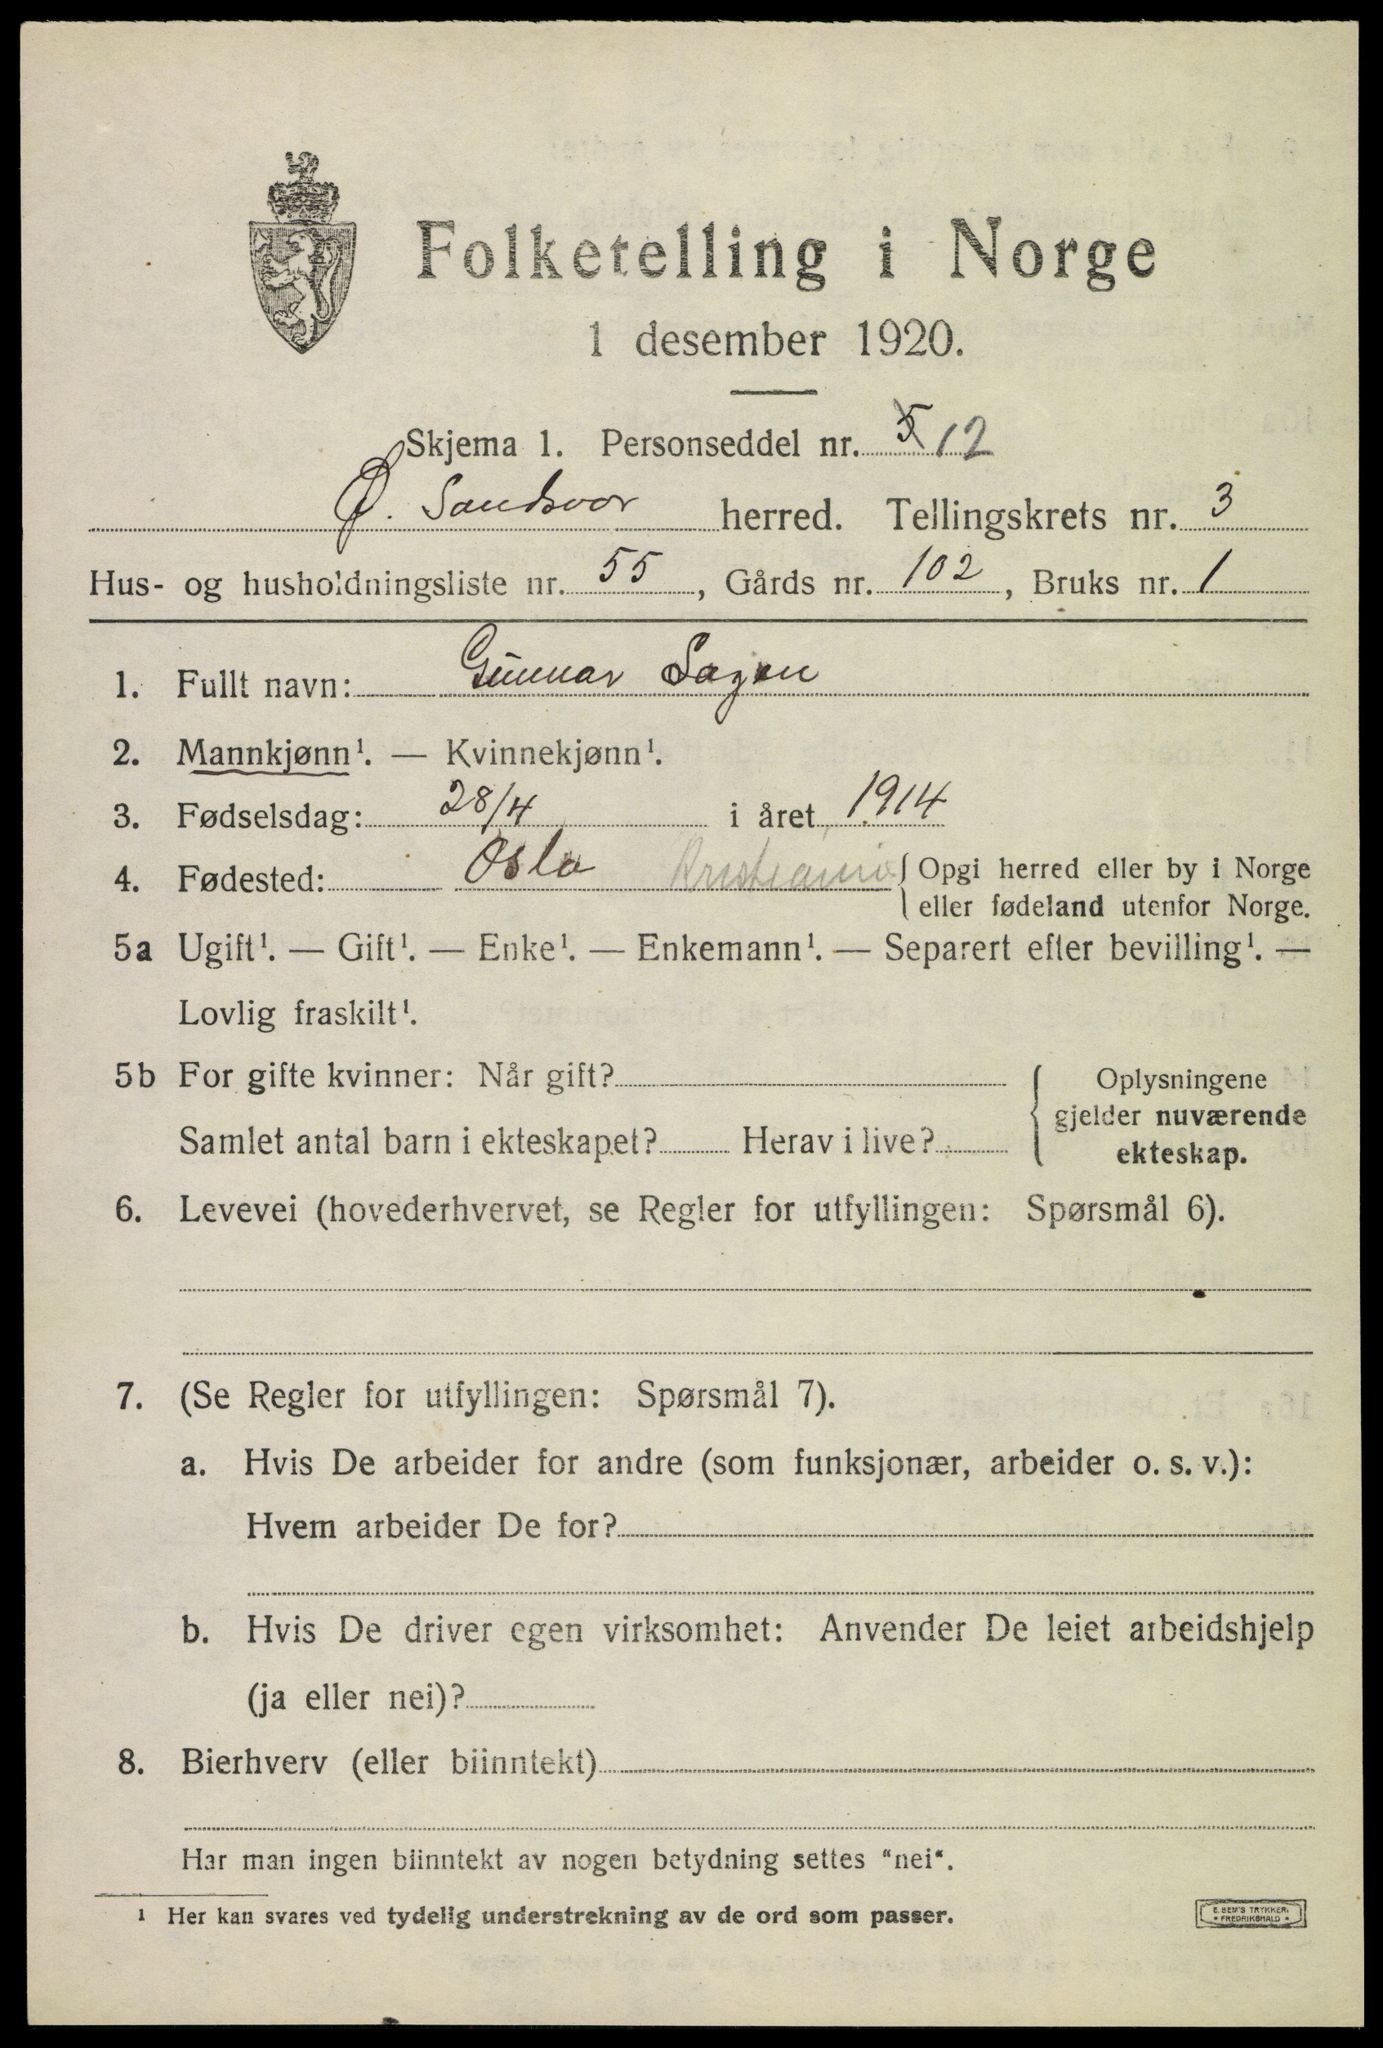 Folketelling i Norge
1 desember 1920.
Skjema 1. Personseddel nr. 5 12
Ø. Sandsvær herred. Tellingskrets nr. 3
Hus- og husholdningsliste nr. 55, Gårds nr. 102, Bruks nr. 1
1. Fullt navn: Gunnar Sagen
2. Mannkjønn¹. — Kvinnekjønn¹.
3. Fødselsdag: 28/4 i året 1914
4. Fødested: Oslo Kristiania { Opgi herred eller by i Norge
eller fødeland utenfor Norge.
5a Ugift¹. — Gift¹. — Enke¹. — Enkemann¹. — Separert efter bevilling¹. —
Lovlig fraskilt¹.
5b For gifte kvinner: Når gift?
Samlet antal barn i ekteskapet? Herav i live?
Oplysningene
gjelder nuværende
ekteskap.
6. Levevei (hovederhvervet, se Regler for utfyllingen: Spørsmål 6).
7. (Se Regler for utfyllingen: Spørsmål 7).
a. Hvis De arbeider for andre (som funksjonær, arbeider o. s. v.):
Hvem arbeider De for?
b. Hvis De driver egen virksomhet: Anvender De leiet arbeidshjelp
(ja eller nei)?
8. Bierhverv (eller biinntekt)
Har man ingen biinntekt av nogen betydning settes "nei".
¹ Her kan svares ved tydelig understrekning av de ord som passer.
E. SEM'S TRYKKERI
FREDRIKSHALD